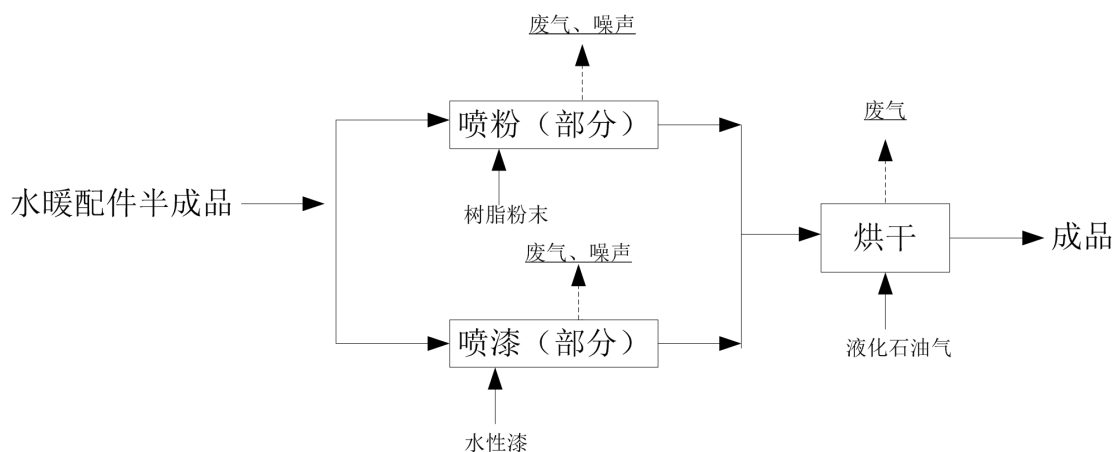 废气、噪声
喷粉（部分）
废气
水暖配件半成品
树脂粉末
烘干
成品
废气、噪声
喷漆（部分）
液化石油气
水性漆